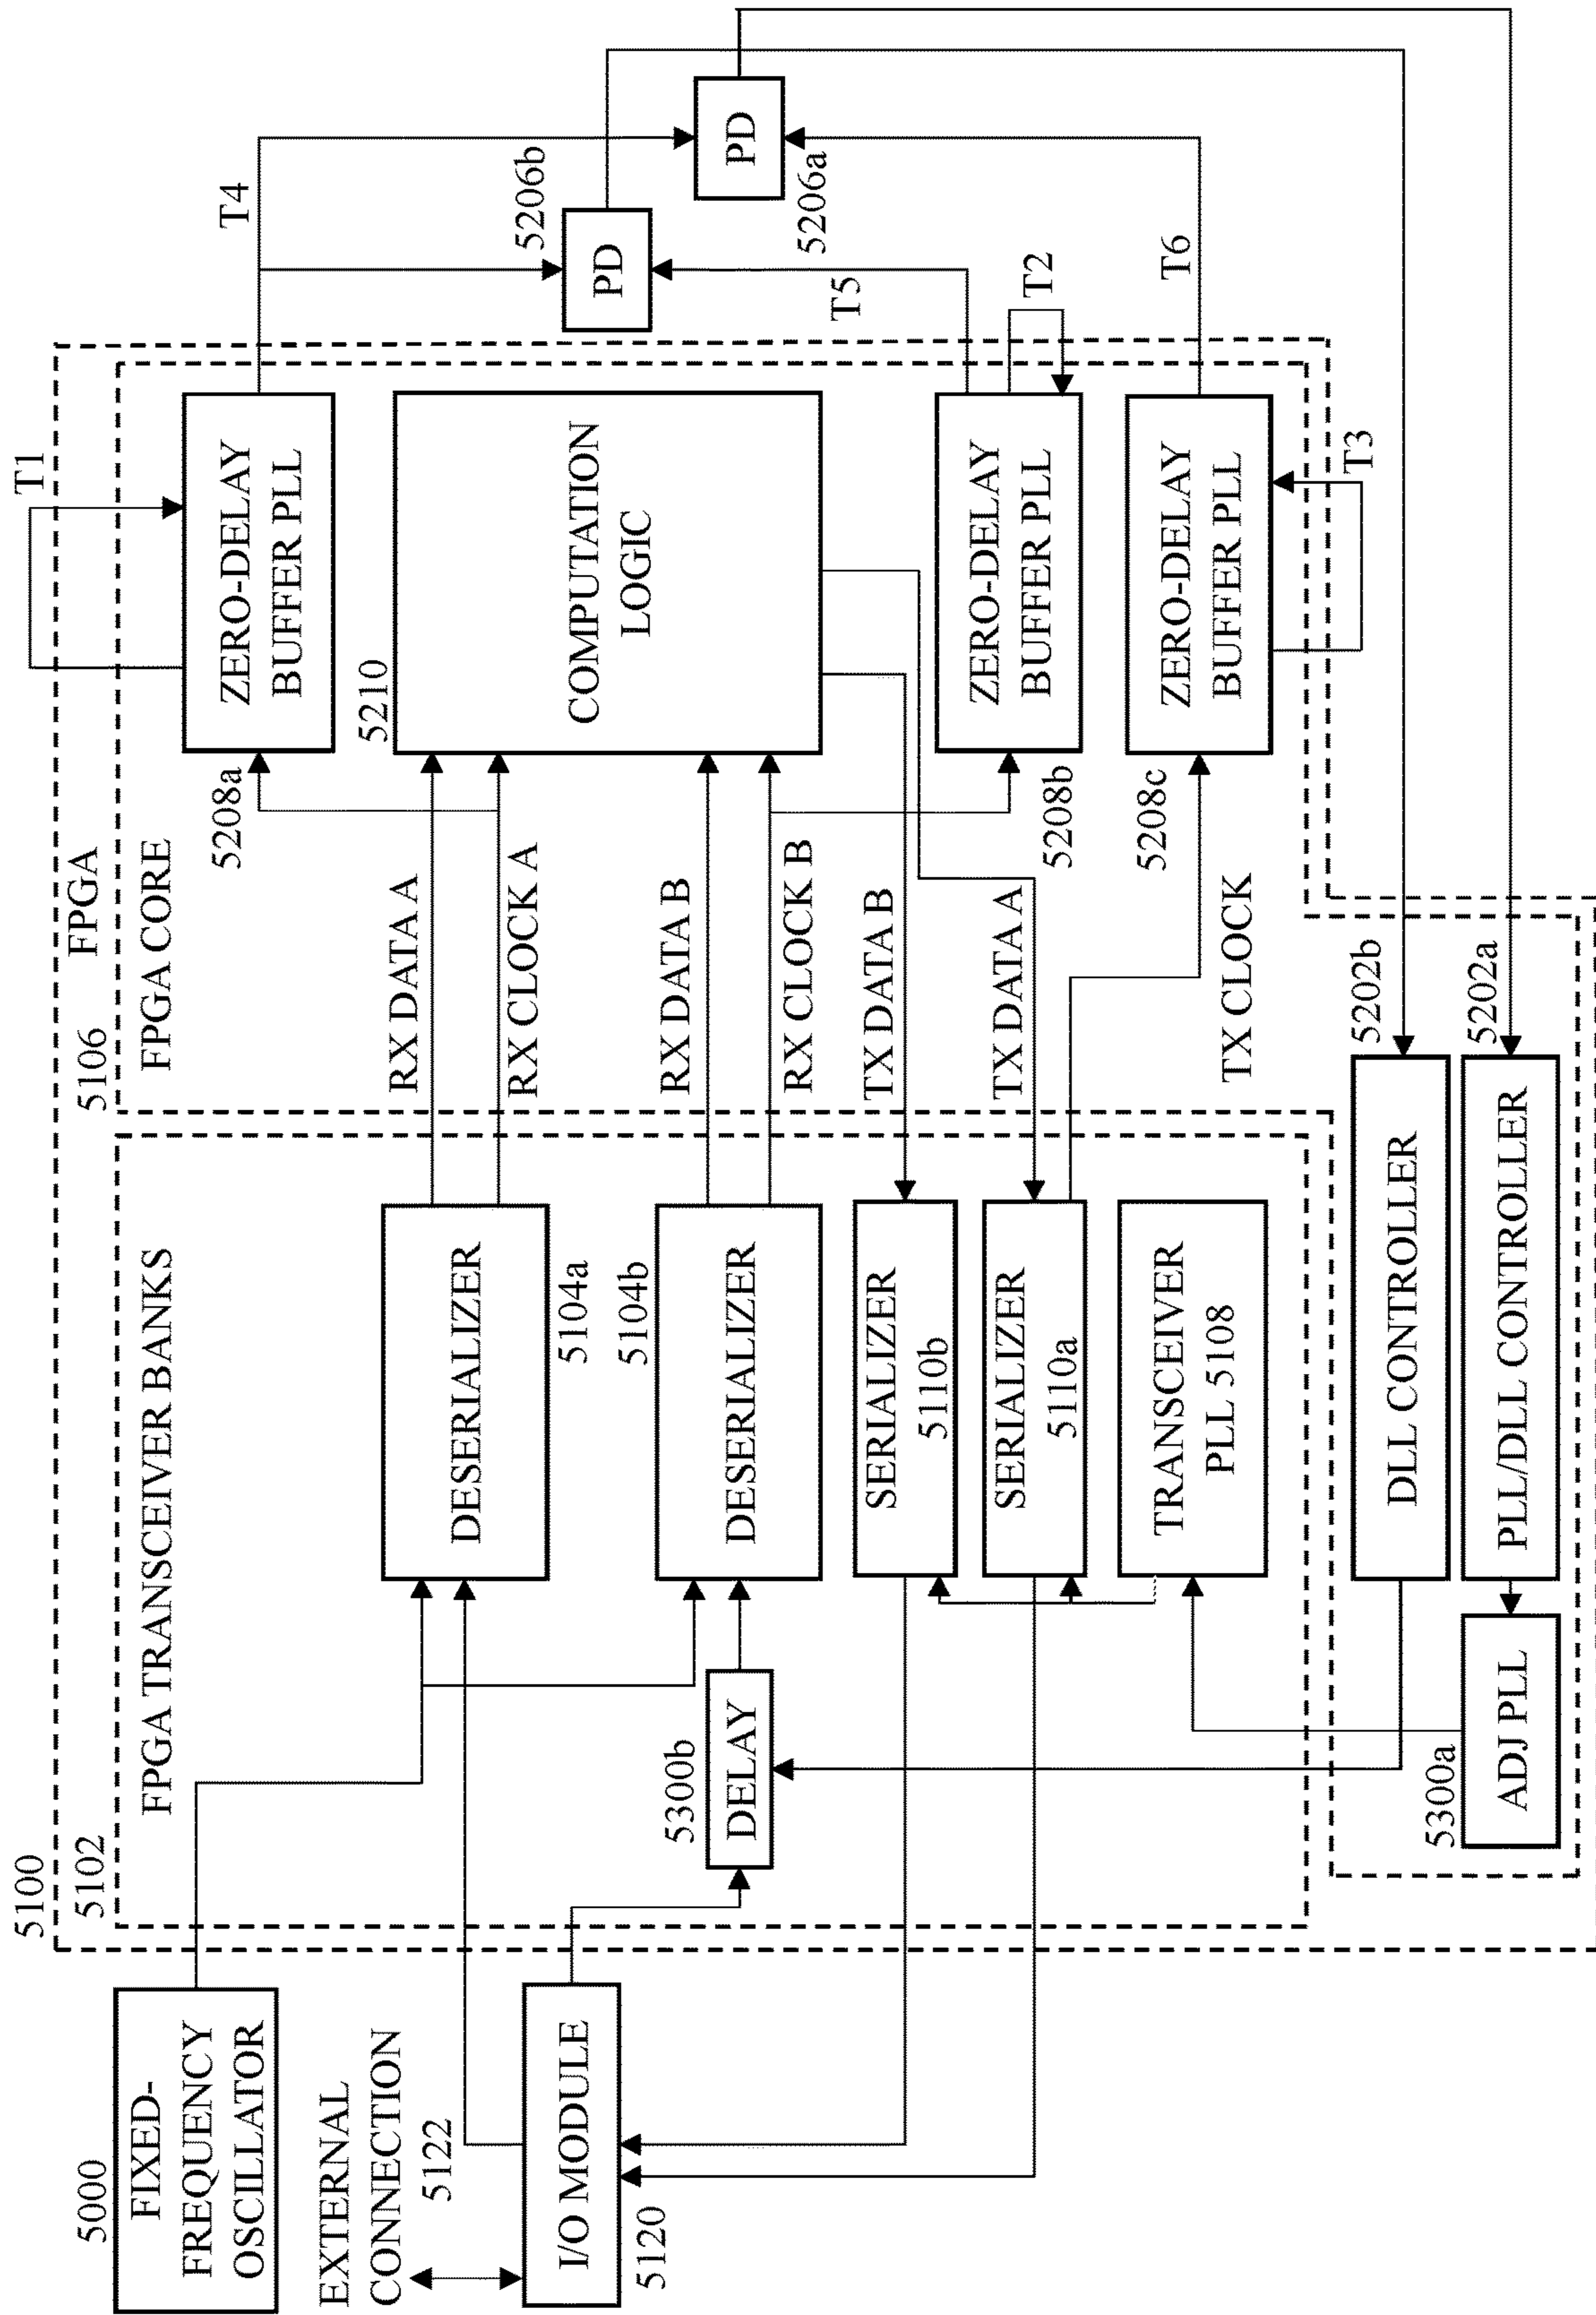 5000
FIXED-
FREQUENCY
OSCILLATOR
EXTERNAL
CONNECTION
5122
I/O MODULE
5120
5100
FPGA
5102
FPGA TRANSCEIVER BANKS
DESERIALIZER
5104a
5104b
DESERIALIZER
5300b
DELAY
SERIALIZER
5110b
SERIALIZER
5110a
TRANSCEIVER
PLL 5108
5106
FPGA CORE
RX DATA A
RX CLOCK A
RX DATA B
RX CLOCK B
TX DATA B
TX DATA A
TX CLOCK
5208a
ZERO-DELAY
BUFFER PLL
T1
5210
COMPUTATION
LOGIC
5208b
ZERO-DELAY
BUFFER PLL
T2
5208c
ZERO-DELAY
BUFFER PLL
T3
T4
5206b
PD
PD
5206a
T5
T6
5202b
DLL CONTROLLER
5202a
PLL/DLL CONTROLLER
5300a
ADJ PLL